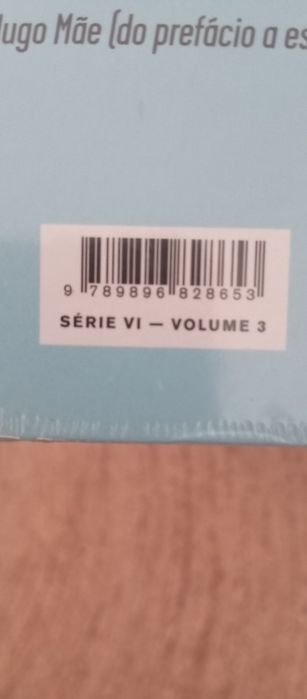 Hugo Mãe (do prefácio a es
9 789896 828653
SÉRIE VI — VOLUME 3